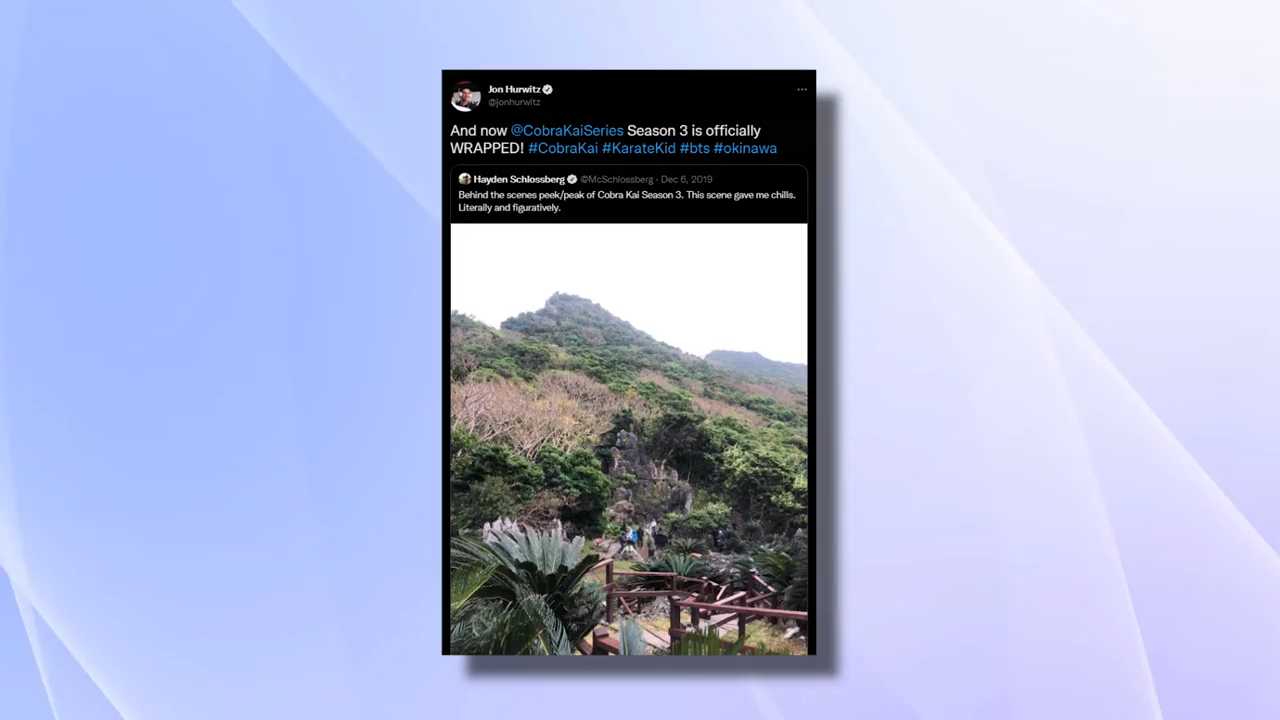 Jon Hurwitz
@jonhurwitz
And now @CobraKaiSeries Season 3 is officially
WRAPPED! #CobraKai #KarateKid #bts #okinawa
Hayden Schlossberg @McSchlossberg · Dec 6, 2019
Behind the scenes peek/peak of Cobra Kai Season 3. This scene gave me chills.
Literally and figuratively.